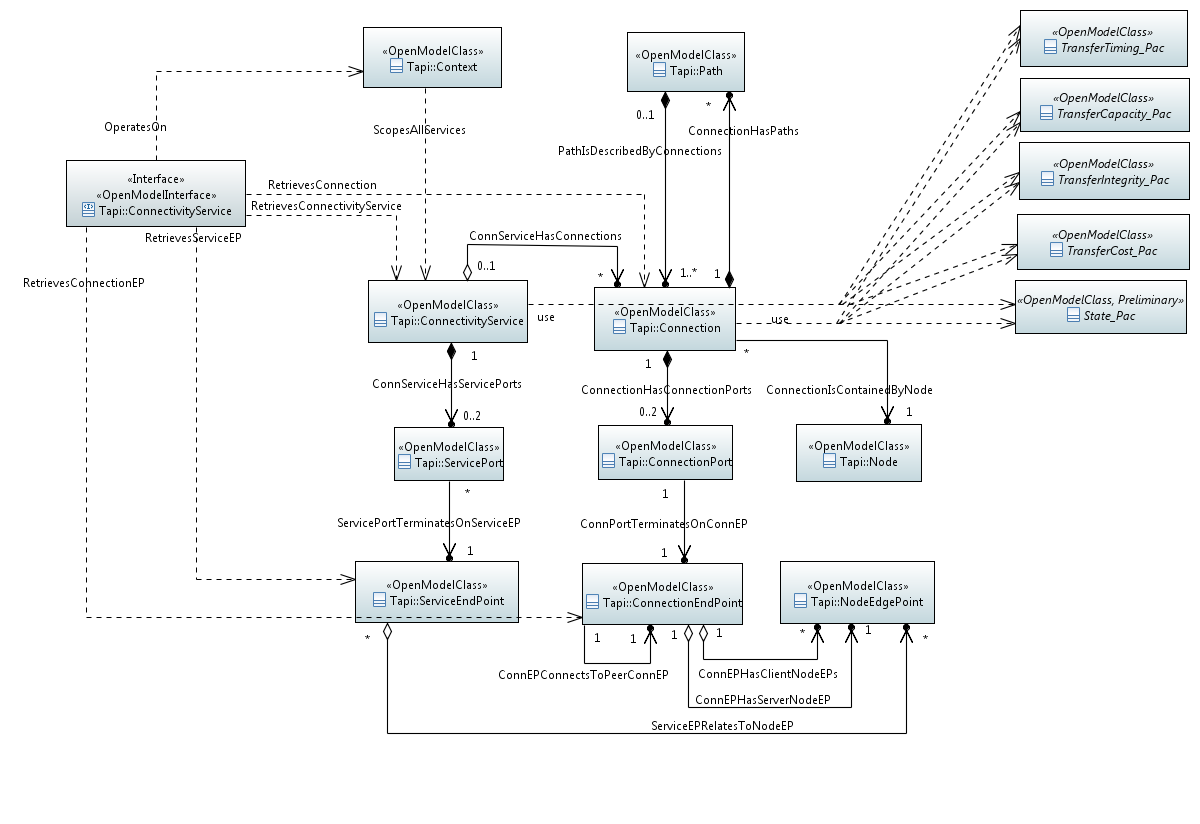 «OpenModelClass»
Tapi::Context
«OpenModelClass»
Tapi::Path
«OpenModelClass»
TransferTiming_Pac
«OpenModelClass»
TransferCapacity_Pac
«OpenModelClass»
TransferIntegrity_Pac
«OpenModelClass»
TransferCost_Pac
«OpenModelClass, Preliminary»
State_Pac
OperatesOn
ScopesAllServices
0..1
*
ConnectionHasPaths
PathIsDescribedByConnections
«Interface»
«OpenModelInterface»
Tapi::ConnectivityService
RetrievesConnection
RetrievesConnectivityService
RetrievesServiceEP
RetrievesConnectionEP
ConnServiceHasConnections
0..1
*
1..*
1
«OpenModelClass»
Tapi::ConnectivityService
use
«OpenModelClass»
Tapi::Connection
use
*
1
ConnServiceHasServicePorts
0..2
1
ConnectionHasConnectionPorts
0..2
ConnectionIsContainedByNode
1
«OpenModelClass»
Tapi::ServicePort
«OpenModelClass»
Tapi::ConnectionPort
«OpenModelClass»
Tapi::Node
*
ServicePortTerminatesOnServiceEP
1
1
ConnPortTerminatesOnConnEP
1
«OpenModelClass»
Tapi::ServiceEndPoint
«OpenModelClass»
Tapi::ConnectionEndPoint
«OpenModelClass»
Tapi::NodeEdgePoint
*
1
1
1
1
*
1
*
ConnEPConnectsToPeerConnEP
ConnEPHasClientNodeEPs
ConnEPHasServerNodeEP
ServiceEPRelatesToNodeEP